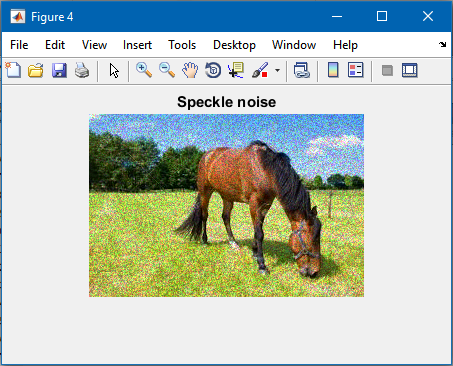 Figure 4
File Edit View Insert Tools Desktop Window Help
Speckle noise